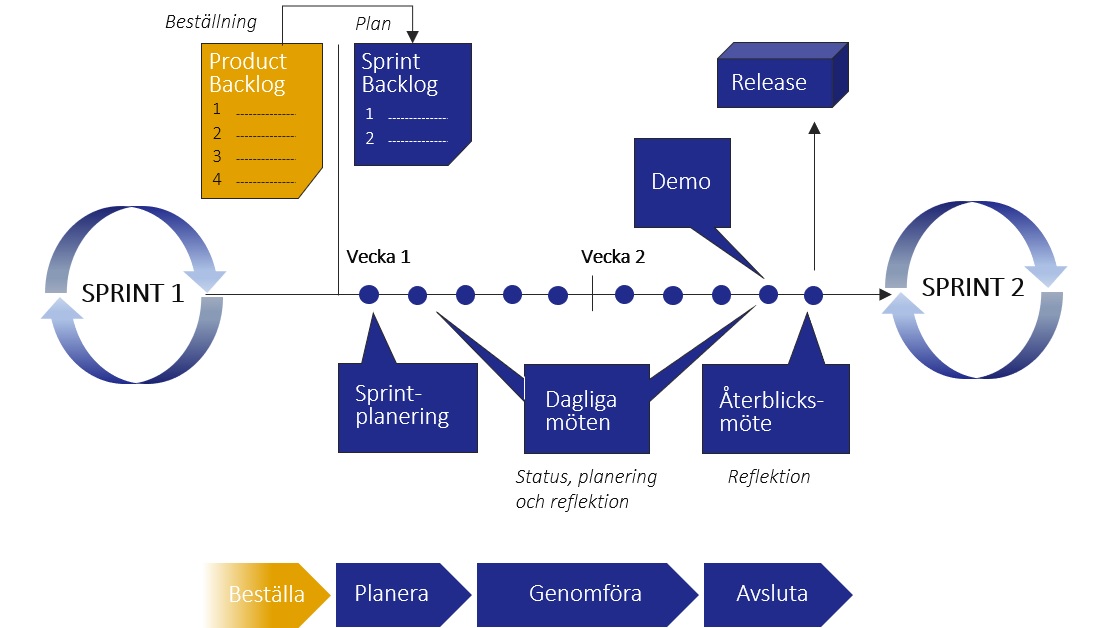 Beställning
Plan
Product
Backlog
1
2
3
4
Sprint
Backlog
1
2
Release
Demo
Vecka 1
Vecka 2
SPRINT 1
SPRINT 2
Sprint-
planering
Dagliga
möten
Återblicks-
möte
Status, planering
och reflektion
Reflektion
Beställa
Planera
Genomföra
Avsluta